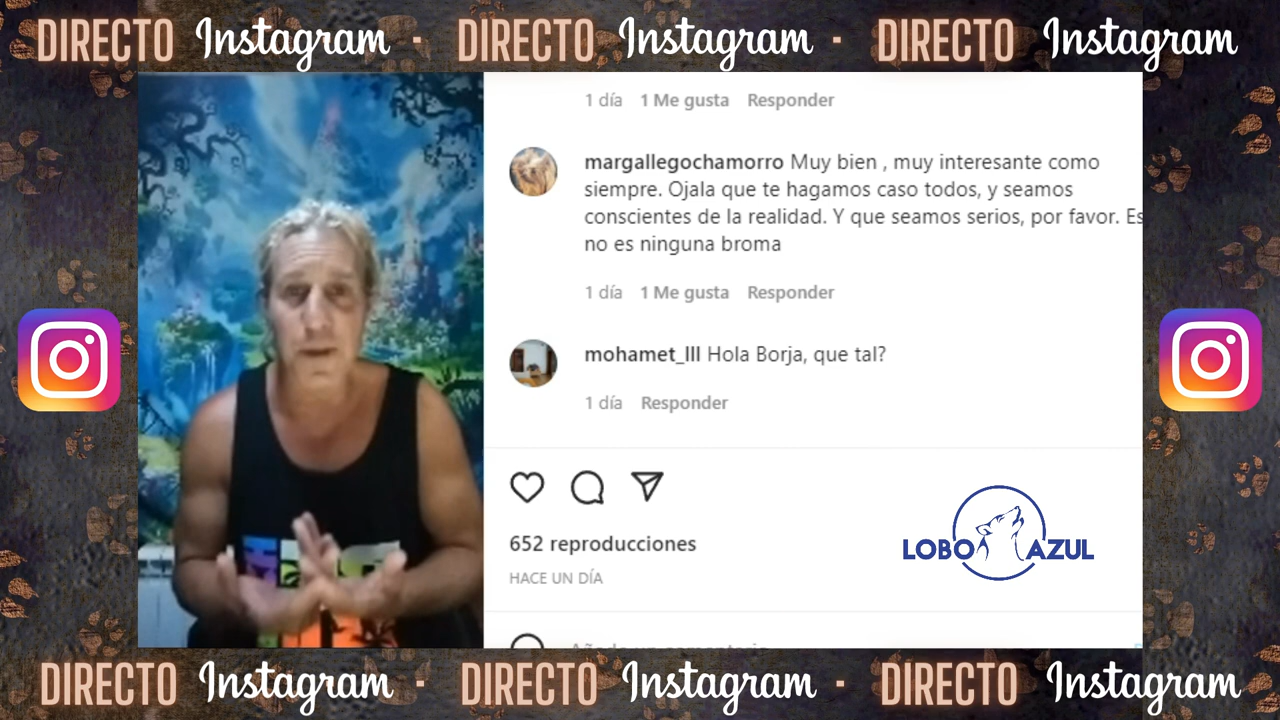 DIRECTO Instagram · DIRECTO Instagram · DIRECTO Instagram
1 día 1 Me gusta Responder
margallegochamorro Muy bien , muy interesante como
siempre. Ojala que te hagamos caso todos, y seamos
conscientes de la realidad. Y que seamos serios, por favor. Es
no es ninguna broma
1 día 1 Me gusta Responder
mohamet_lll Hola Borja, que tal?
1 día Responder
652 reproducciones
HACE UN DÍA
LOBO AZUL
DIRECTO Instagram · DIRECTO Instagram · DIRECTO Instagram